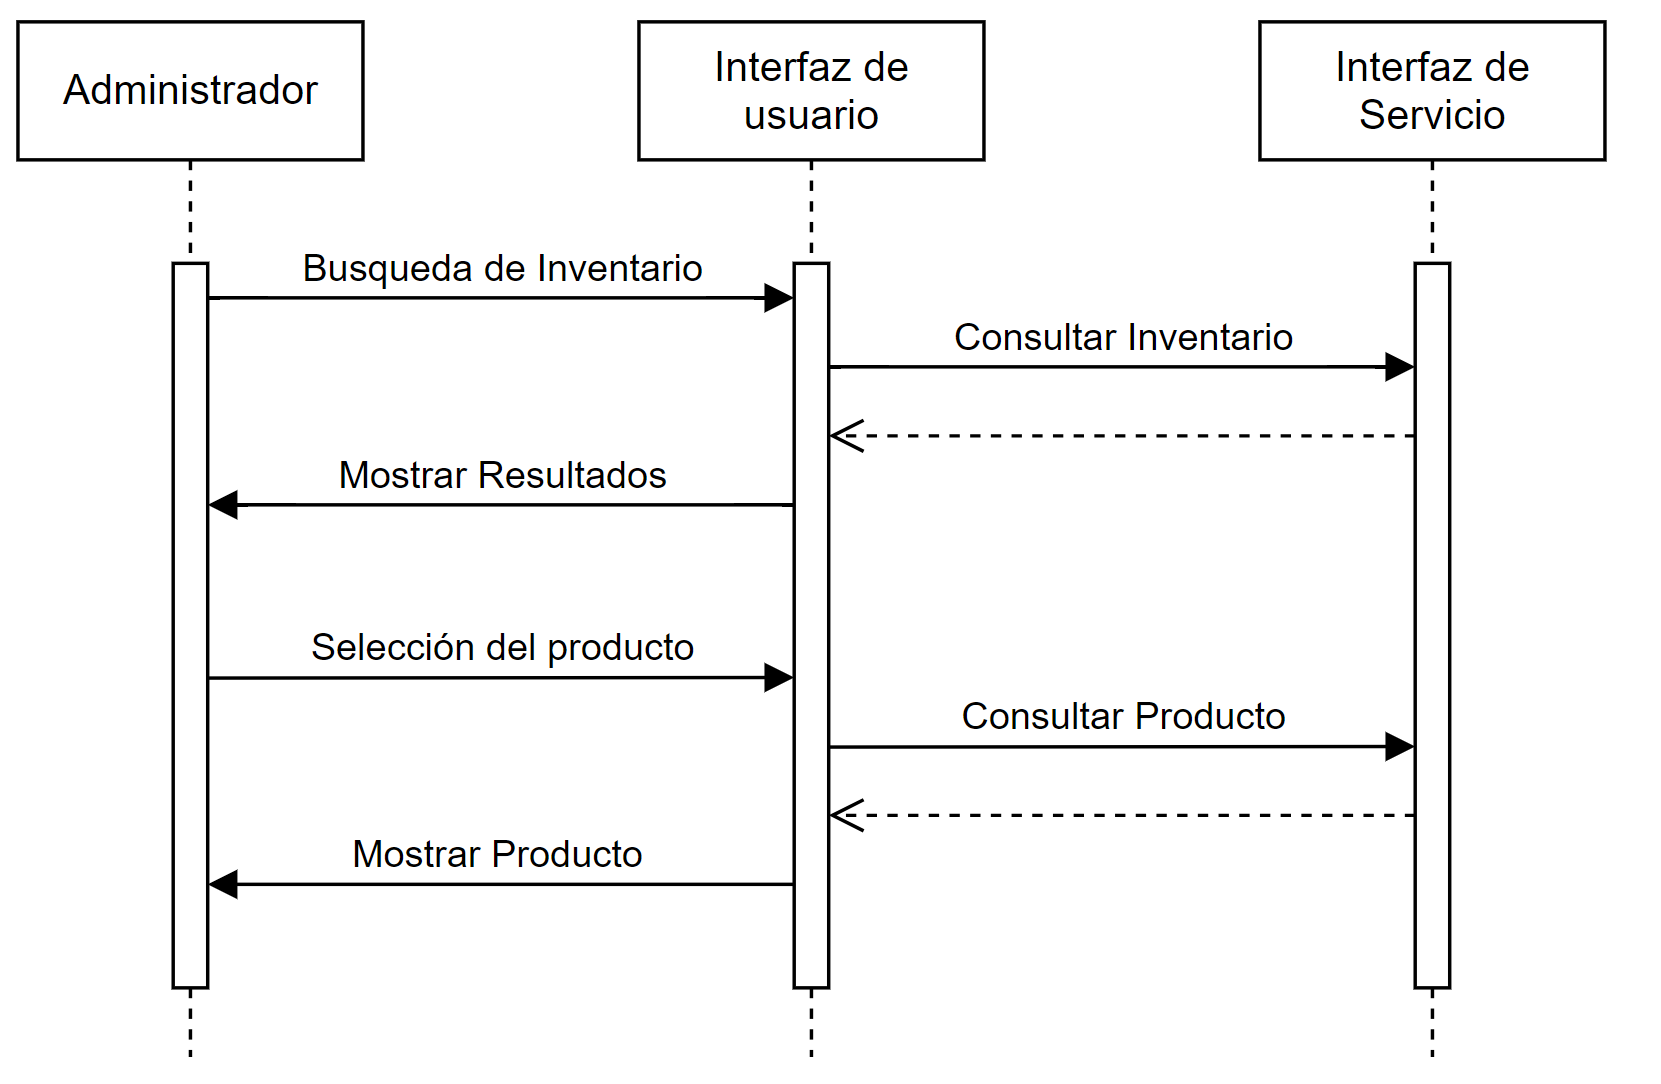 Administrador
Interfaz de
usuario
Interfaz de
Servicio
Busqueda de Inventario
Consultar Inventario
Mostrar Resultados
Selección del producto
Consultar Producto
Mostrar Producto